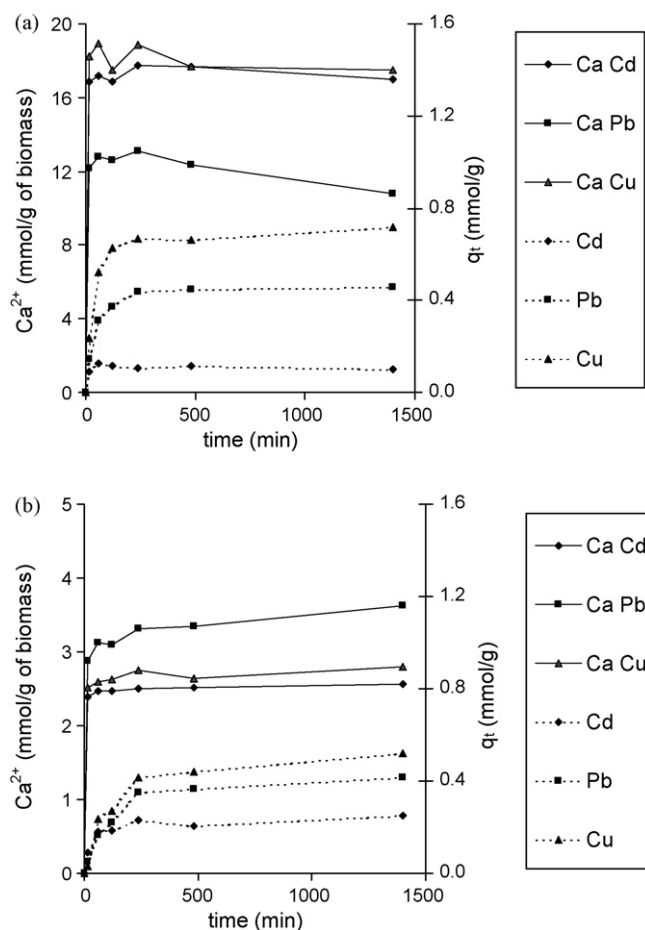 (a)
20
16
12
8
4
0
Ca²⁺ (mmol/g of biomass)
1.6
1.2
0.8
0.4
0.0
qₜ (mmol/g)
0
500
1000
1500
time (min)
Ca Cd
Ca Pb
Ca Cu
Cd
Pb
Cu
(b)
5
4
3
2
1
0
Ca²⁺ (mmol/g of biomass)
1.6
1.2
0.8
0.4
0.0
qₜ (mmol/g)
0
500
1000
1500
time (min)
Ca Cd
Ca Pb
Ca Cu
Cd
Pb
Cu